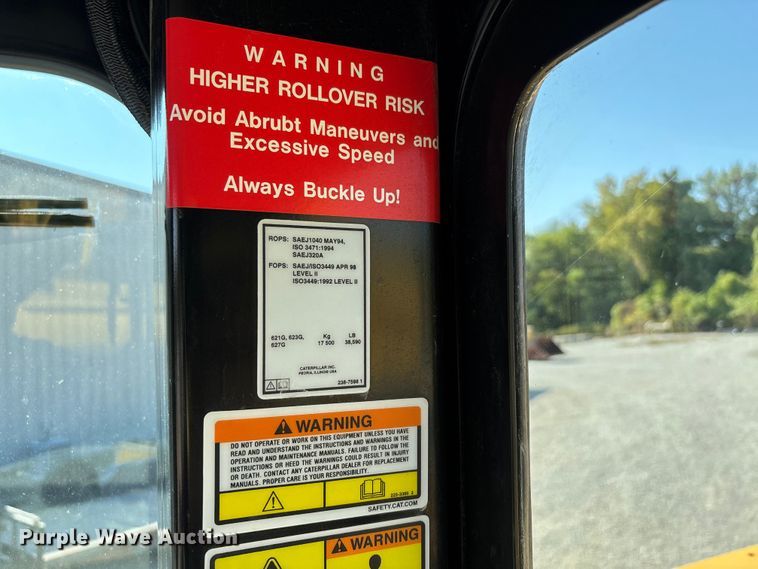 WARNING
HIGHER ROLLOVER RISK
Avoid Abrubt Maneuvers and
Excessive Speed
Always Buckle Up!
ROPS: SAEJ1040 MAY94,
ISO 3471:1994
SAEJ320A
FOPS: SAEJ/ISO3449 APR 98
LEVEL II
ISO3449:1992 LEVEL II
621G, 623G, Kg LB
627G 17 500 38,590
CATERPILLAR INC.
PEORIA, ILLINOIS USA
238-7598 1
WARNING
DO NOT OPERATE OR WORK ON THIS EQUIPMENT UNLESS YOU HAVE
READ AND UNDERSTAND THE INSTRUCTIONS AND WARNINGS IN THE
OPERATION AND MAINTENANCE MANUALS. FAILURE TO FOLLOW THE
INSTRUCTIONS OR HEED THE WARNINGS COULD RESULT IN INJURY
OR DEATH. CONTACT ANY CATERPILLAR DEALER FOR REPLACEMENT
MANUALS. PROPER CARE IS YOUR RESPONSIBILITY.
SAFETY.CAT.COM
WARNING
Purple Wave Auction